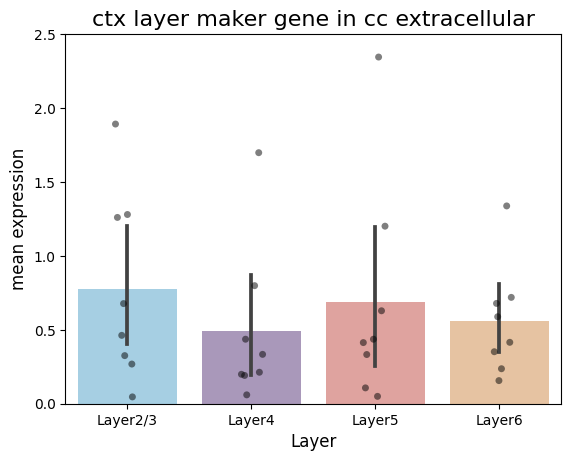 ctx layer maker gene in cc extracellular
2.5
2.0
1.5
1.0
0.5
0.0
mean expression
Layer2/3 Layer4 Layer5 Layer6
Layer